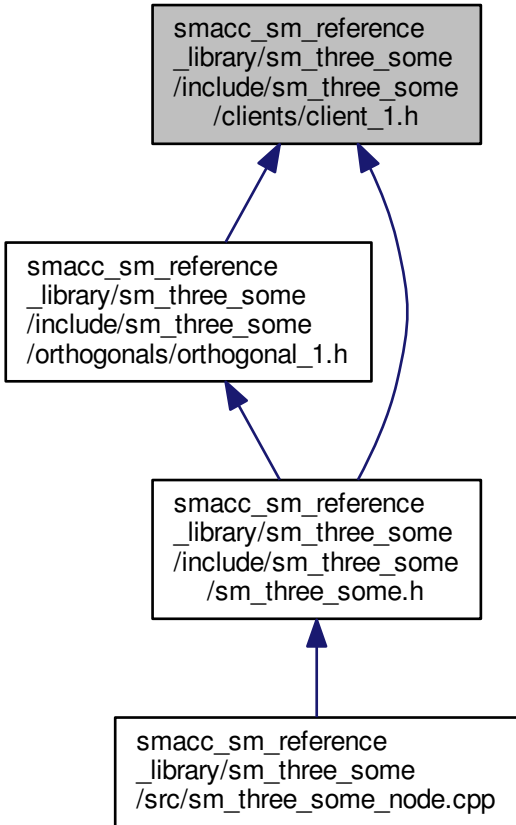 smacc_sm_reference
_library/sm_three_some
/include/sm_three_some
/clients/client_1.h
smacc_sm_reference
_library/sm_three_some
/include/sm_three_some
/orthogonals/orthogonal_1.h
smacc_sm_reference
_library/sm_three_some
/include/sm_three_some
/sm_three_some.h
smacc_sm_reference
_library/sm_three_some
/src/sm_three_some_node.cpp